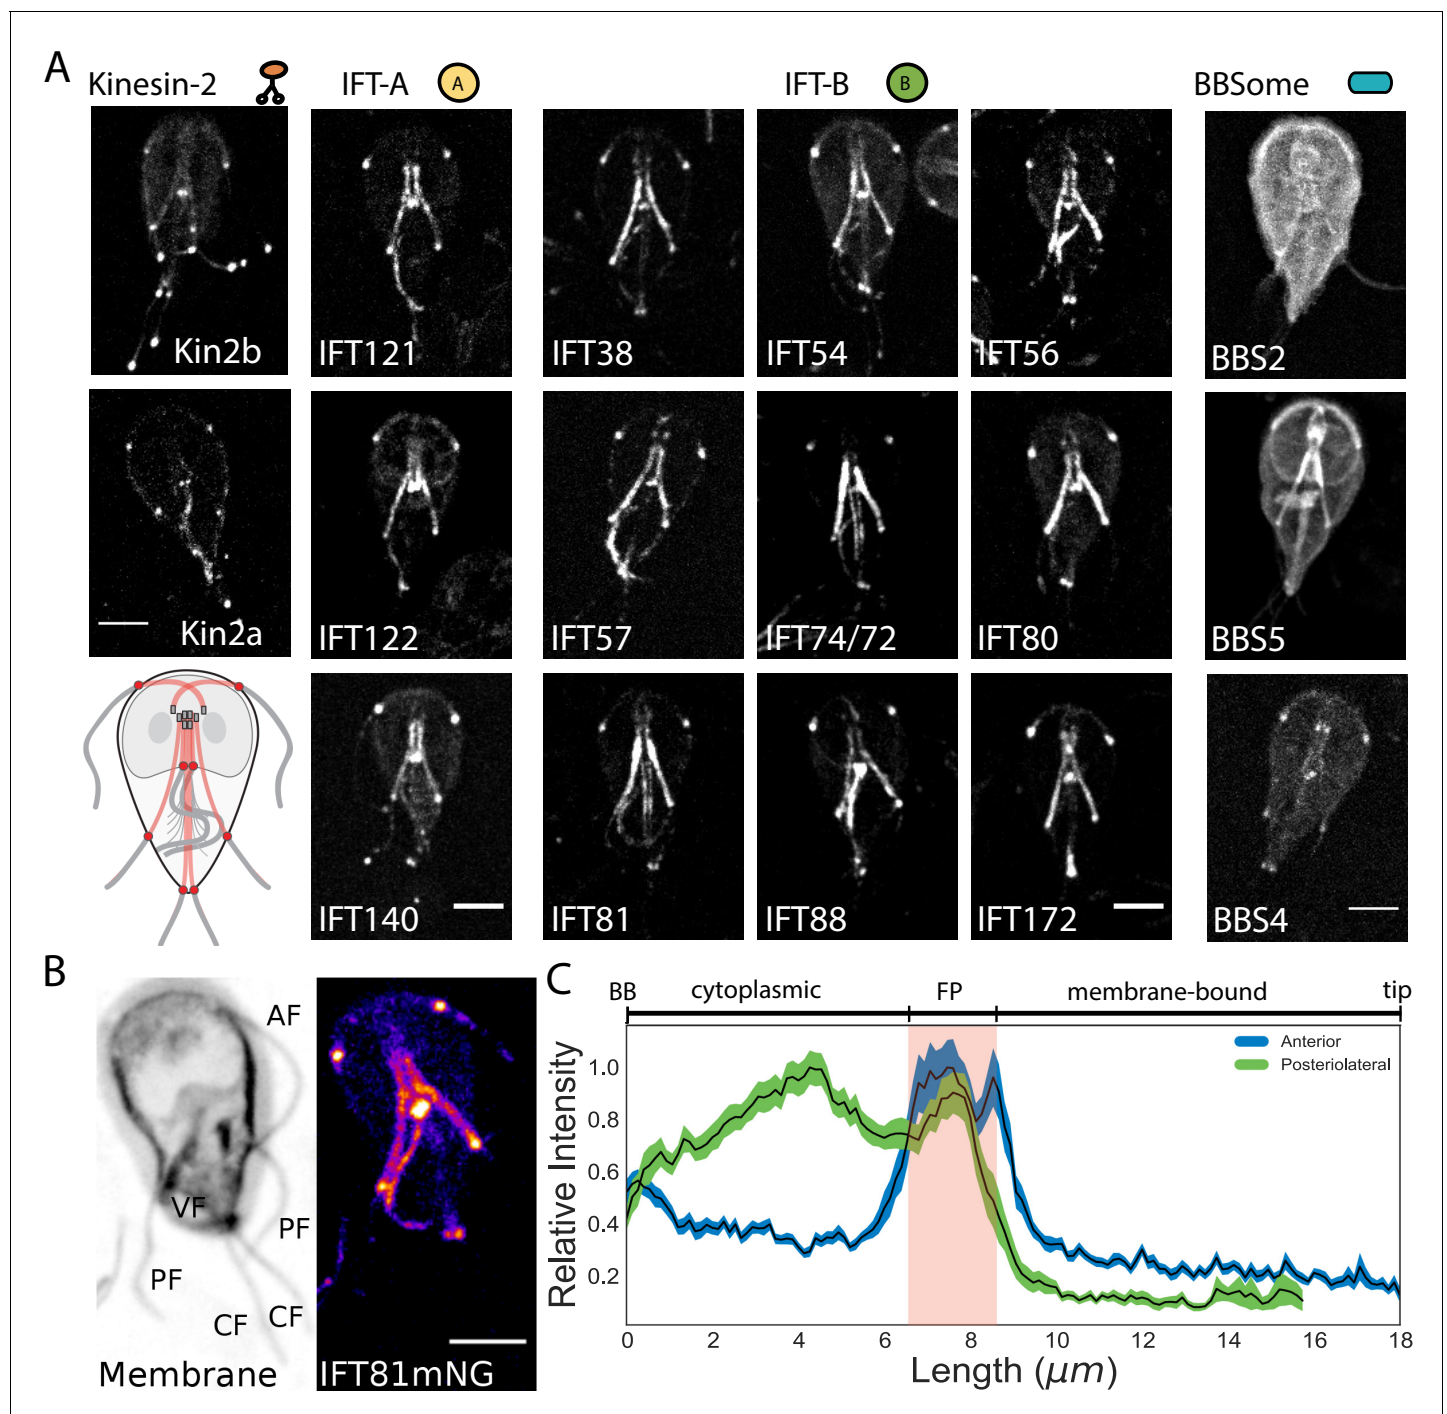 A
Kinesin-2
IFT-A
A
IFT-B
B
BBSome
Kin2b
IFT121
IFT38
IFT54
IFT56
BBS2
Kin2a
IFT122
IFT57
IFT74/72
IFT80
BBS5
IFT140
IFT81
IFT88
IFT172
BBS4
B
AF
VF
PF
PF
CF
CF
Membrane
IFT81mNG
C
BB
cytoplasmic
FP
membrane-bound
tip
Anterior
Posteriolateral
Relative Intensity
1.0
0.8
0.6
0.4
0.2
0 2 4 6 8 10 12 14 16 18
Length (μm)